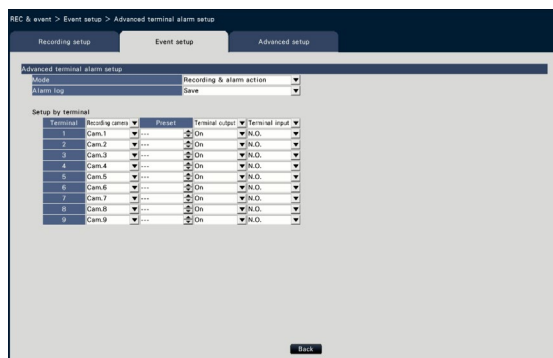 REC & event > Event setup > Advanced terminal alarm setup
Recording setup Event setup Advanced setup
Advanced terminal alarm setup
Mode Recording & alarm action
Alarm log Save
Setup by terminal
Terminal Recording camera Preset Terminal output Terminal input
1 Cam.1 --- On N.O.
2 Cam.2 --- On N.O.
3 Cam.3 --- On N.O.
4 Cam.4 --- On N.O.
5 Cam.5 --- On N.O.
6 Cam.6 --- On N.O.
7 Cam.7 --- On N.O.
8 Cam.8 --- On N.O.
9 Cam.9 --- On N.O.
Back